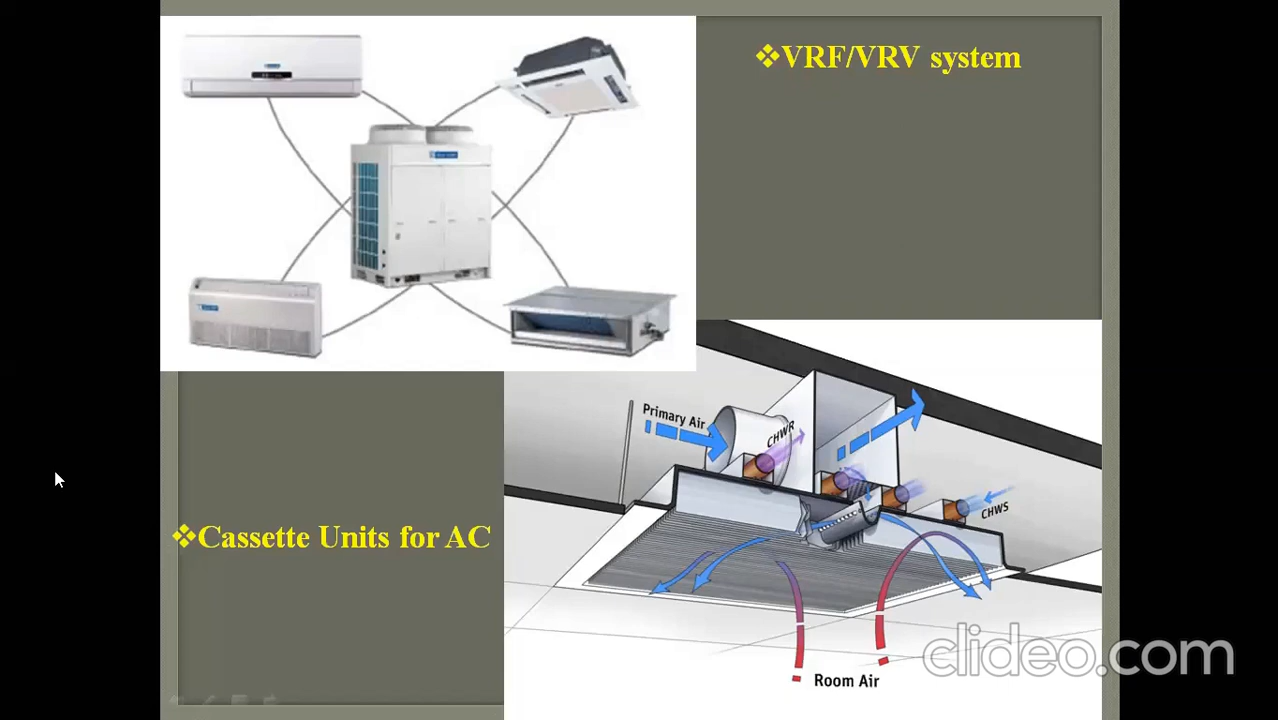 ❖VRF/VRV system
Primary Air
CHWR
CHWS
❖Cassette Units for AC
Room Air
clideo.com